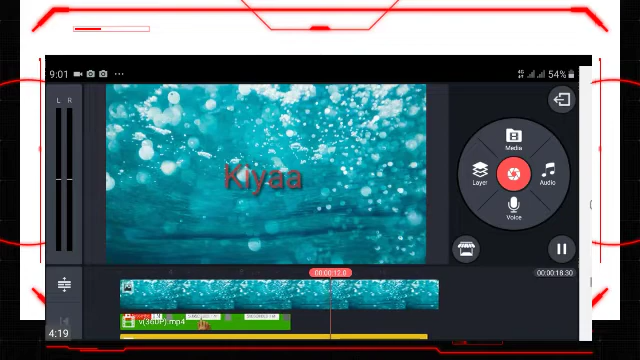 9:01
4G
54%
L R
Kiyaa
Media
Layer
Audio
Voice
00:00:12.0
00:00:18.30
v(360P).mp4
4:19